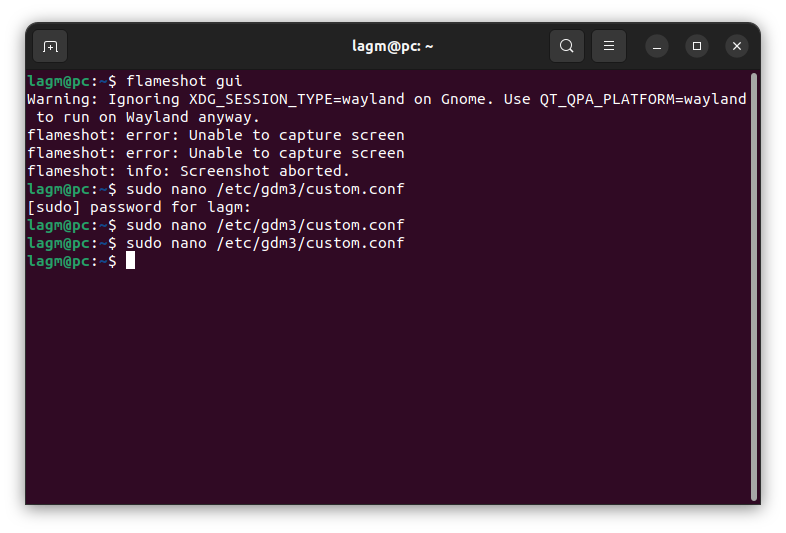 lagm@pc: ~
lagm@pc:~$ flameshot gui
Warning: Ignoring XDG_SESSION_TYPE=wayland on Gnome. Use QT_QPA_PLATFORM=wayland
 to run on Wayland anyway.
flameshot: error: Unable to capture screen
flameshot: error: Unable to capture screen
flameshot: info: Screenshot aborted.
lagm@pc:~$ sudo nano /etc/gdm3/custom.conf
[sudo] password for lagm:
lagm@pc:~$ sudo nano /etc/gdm3/custom.conf
lagm@pc:~$ sudo nano /etc/gdm3/custom.conf
lagm@pc:~$